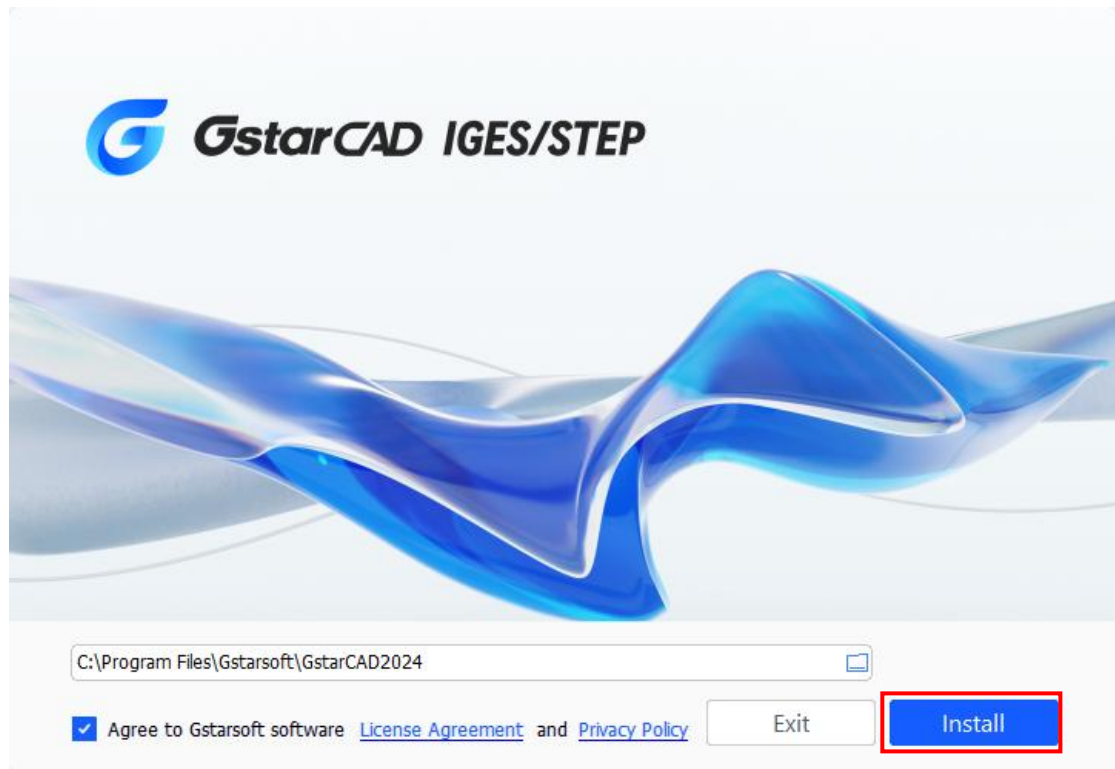 GstarCAD IGES/STEP
C:\Program Files\Gstarsoft\GstarCAD2024
Agree to Gstarsoft software License Agreement and Privacy Policy Exit Install